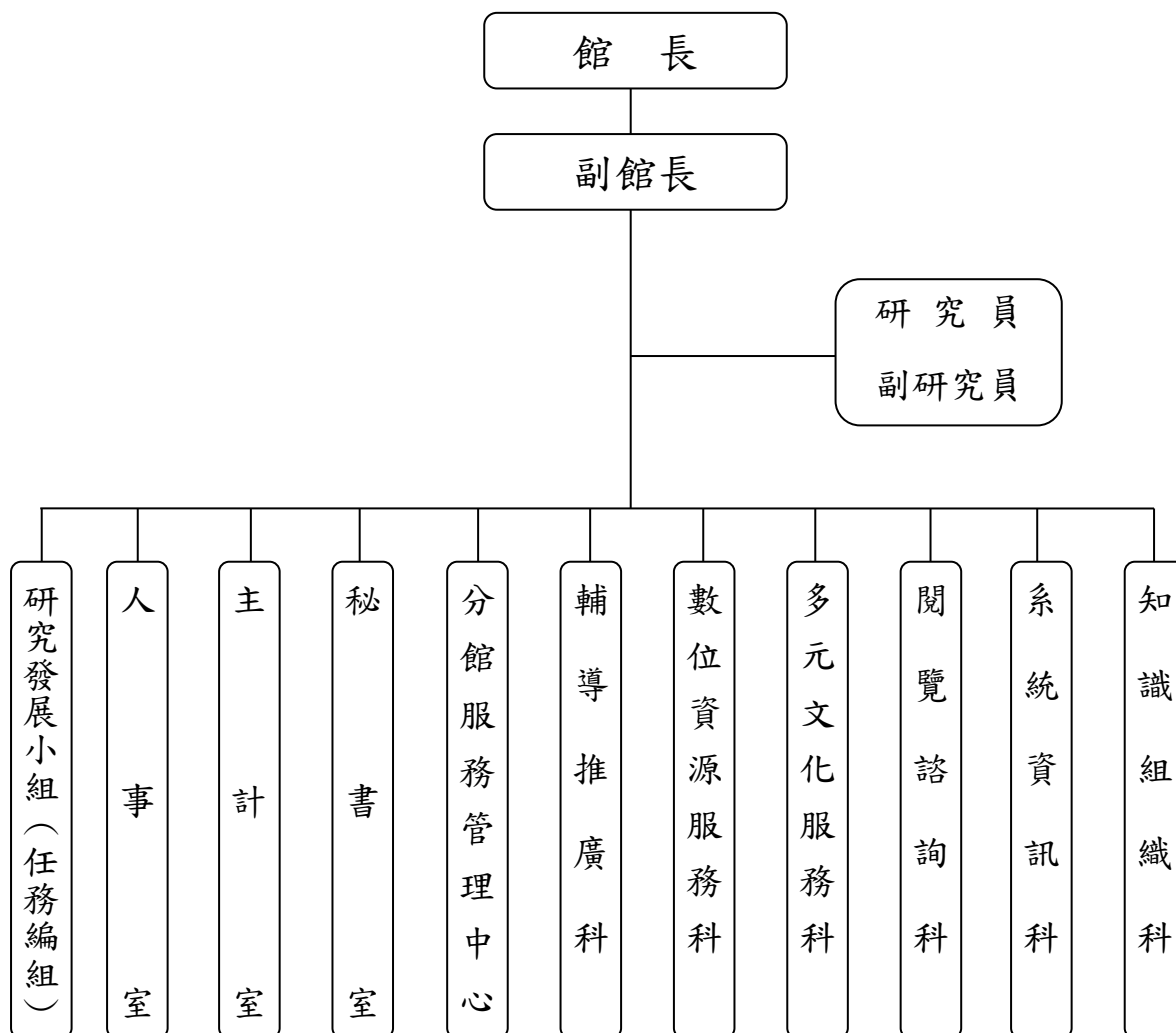 館 長
副館長
研究員
副研究員
知識組織科
系統資訊科
閱覽諮詢科
多元文化服務科
數位資源服務科
輔導推廣科
分館服務管理中心
秘書室
主計室
人事室
研究發展小組（任務編組）